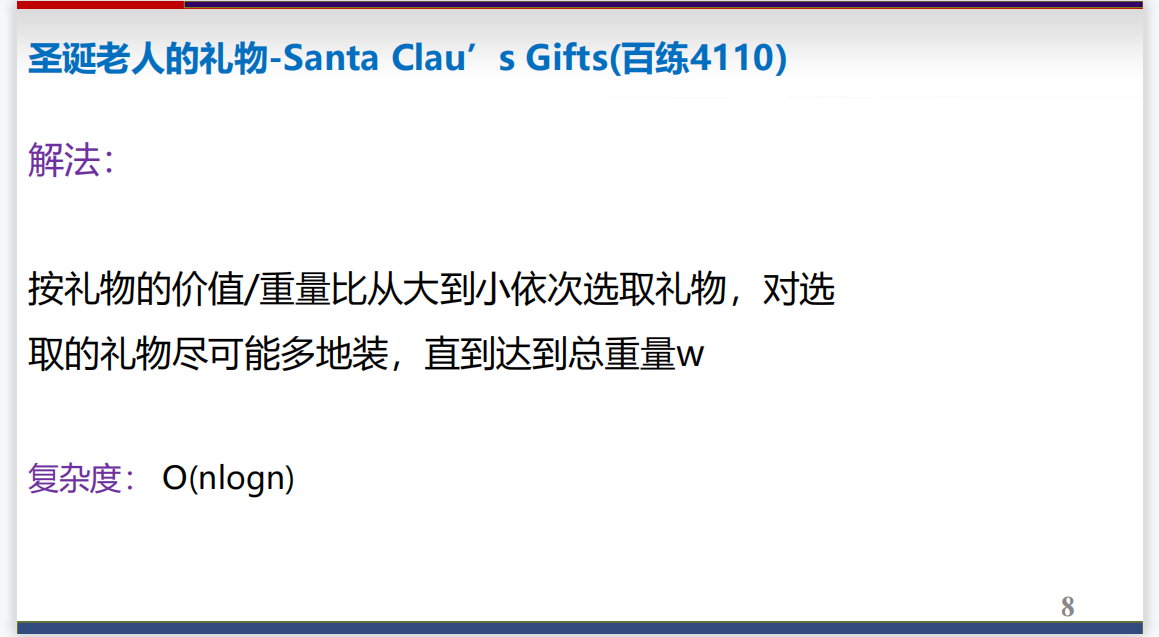 圣诞老人的礼物-Santa Clau’s Gifts(百练4110)
解法：
按礼物的价值/重量比从大到小依次选取礼物，对选
取的礼物尽可能多地装，直到达到总重量w
复杂度： O(nlogn)
8